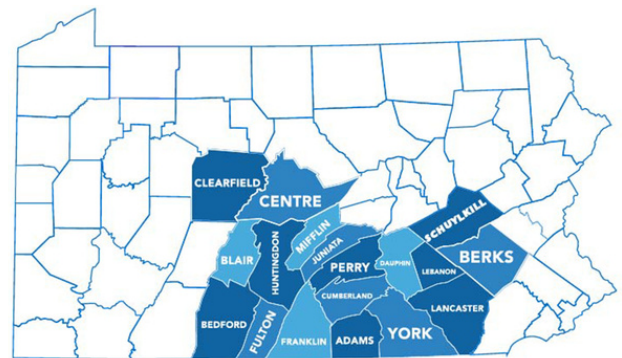 CLEARFIELD
CENTRE
SCHUYLKILL
MIFFLIN
BLAIR
HUNTINGDON
JUNIATA
PERRY
DAUPHIN
LEBANON
BERKS
CUMBERLAND
LANCASTER
BEDFORD
FULTON
FRANKLIN
ADAMS
YORK